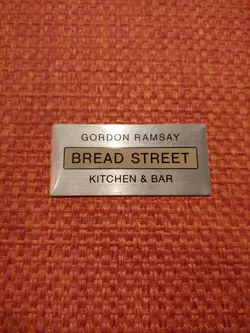 GORDON RAMSAY
BREAD STREET
KITCHEN & BAR